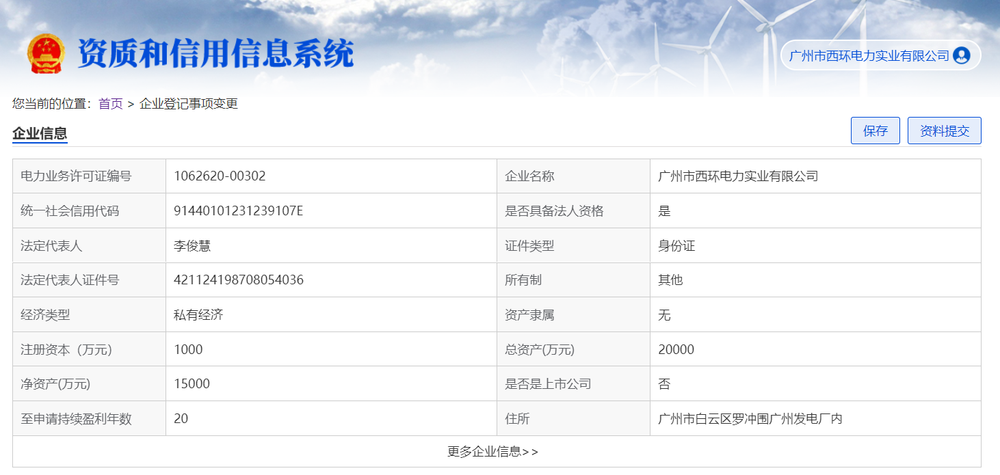 资质和信用信息系统
广州市西环电力实业有限公司
您当前的位置：首页 > 企业登记事项变更
企业信息
保存 资料提交
电力业务许可证编号 1062620-00302 企业名称 广州市西环电力实业有限公司
统一社会信用代码 91440101231239107E 是否具备法人资格 是
法定代表人 李俊慧 证件类型 身份证
法定代表人证件号 421124198708054036 所有制 其他
经济类型 私有经济 资产隶属 无
注册资本（万元） 1000 总资产(万元) 20000
净资产(万元) 15000 是否是上市公司 否
至申请持续盈利年数 20 住所 广州市白云区罗冲围广州发电厂内
更多企业信息>>